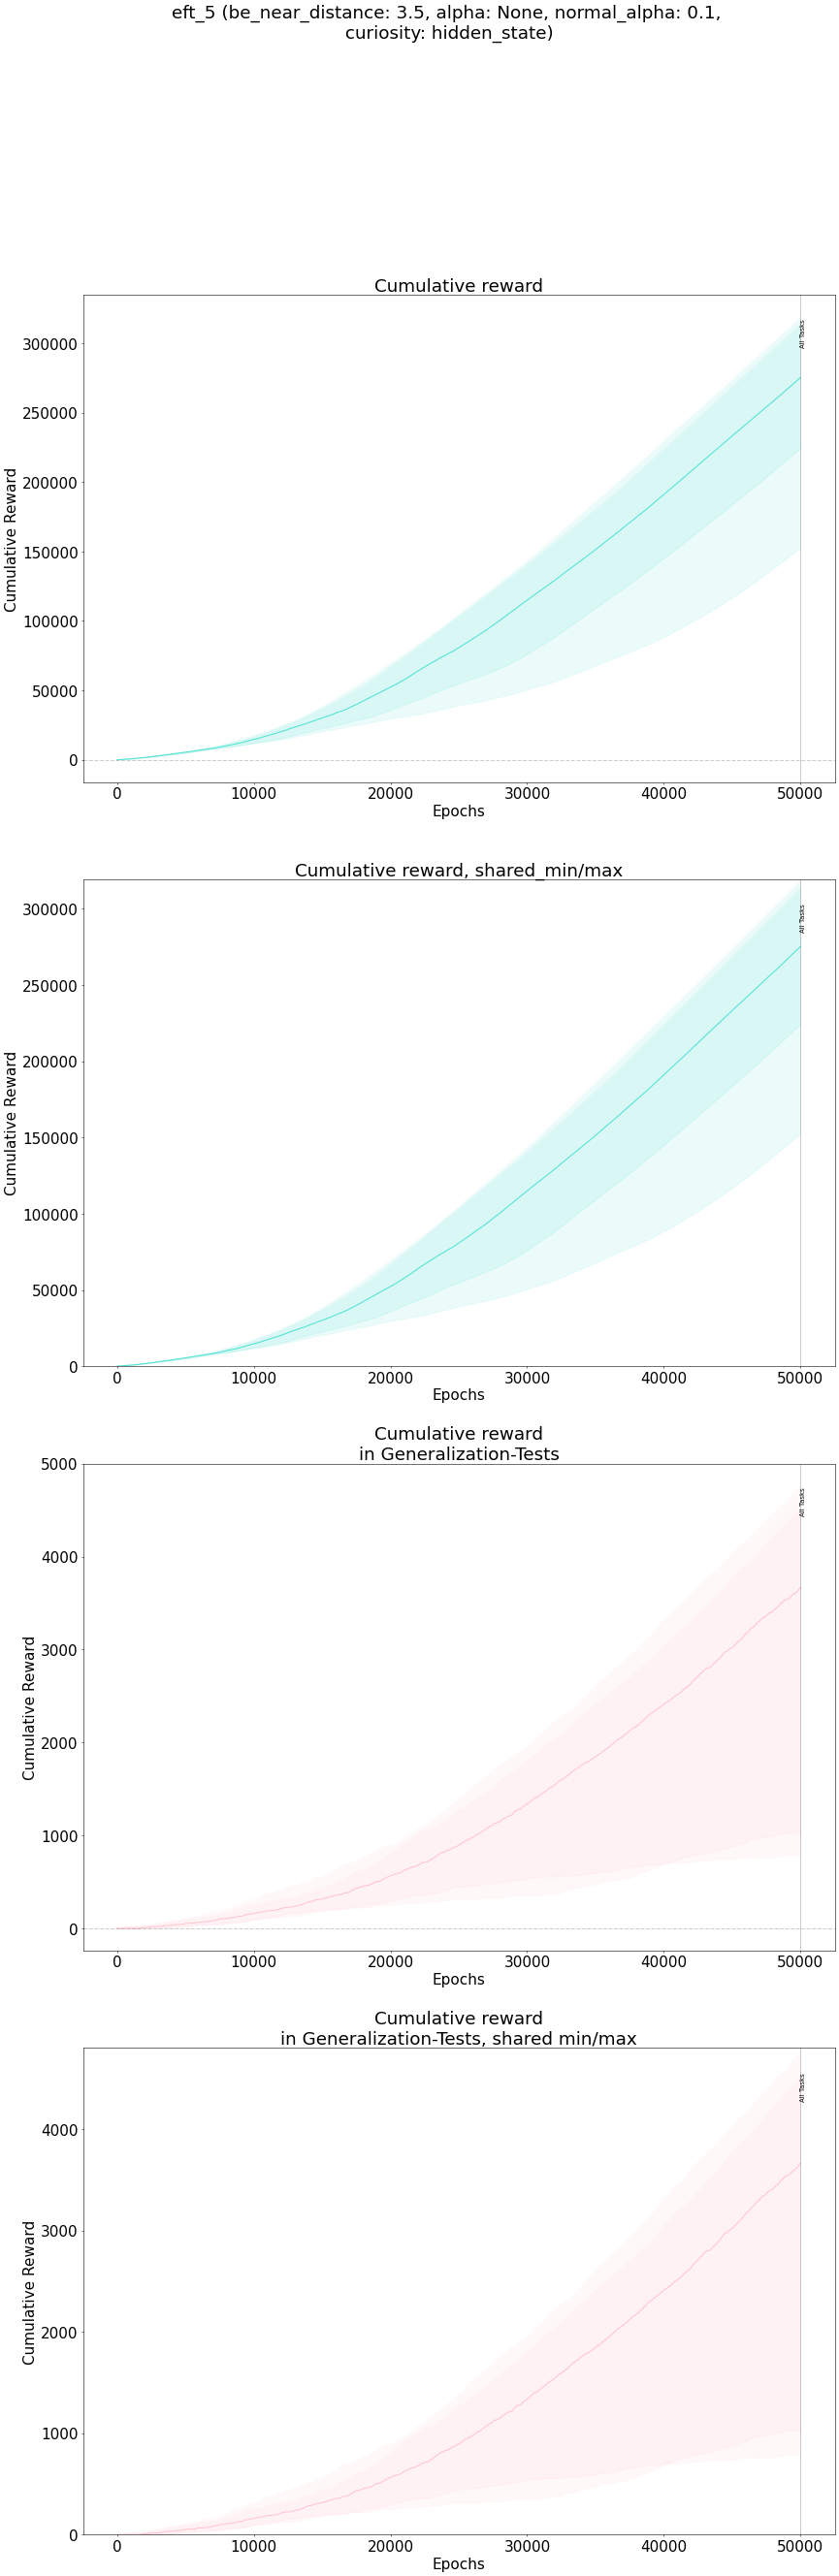 eft_5 (be_near_distance: 3.5, alpha: None, normal_alpha: 0.1,
curiosity: hidden_state)
Cumulative reward
300000
250000
200000
150000
100000
50000
0
Cumulative Reward
All Tasks
0 10000 20000 30000 40000 50000
Epochs
Cumulative reward, shared_min/max
300000
250000
200000
150000
100000
50000
0
Cumulative Reward
All Tasks
0 10000 20000 30000 40000 50000
Epochs
Cumulative reward
in Generalization-Tests
5000
4000
3000
2000
1000
0
Cumulative Reward
All Tasks
0 10000 20000 30000 40000 50000
Epochs
Cumulative reward
in Generalization-Tests, shared min/max
4000
3000
2000
1000
0
Cumulative Reward
All Tasks
0 10000 20000 30000 40000 50000
Epochs